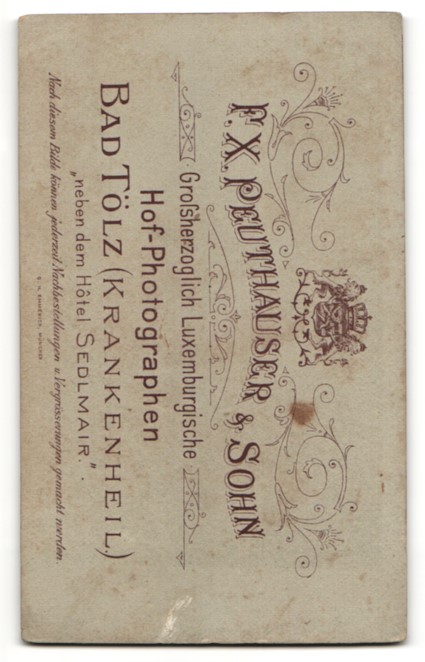 F. X. PEUTHAUSER & SOHN
Großherzoglich Luxemburgische
Hof-Photographen
BAD TÖLZ (KRANKENHEIL,)
„neben dem Hôtel SEDLMAIR."
Nach diesem Bilde können jederzeit Nachbestellungen u. Vergrösserungen gemacht werden.